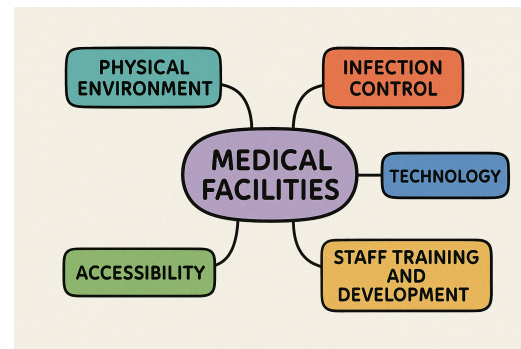 PHYSICAL
ENVIRONMENT
INFECTION
CONTROL
MEDICAL
FACILITIES
TECHNOLOGY
ACCESSIBILITY
STAFF TRAINING
AND
DEVELOPMENT